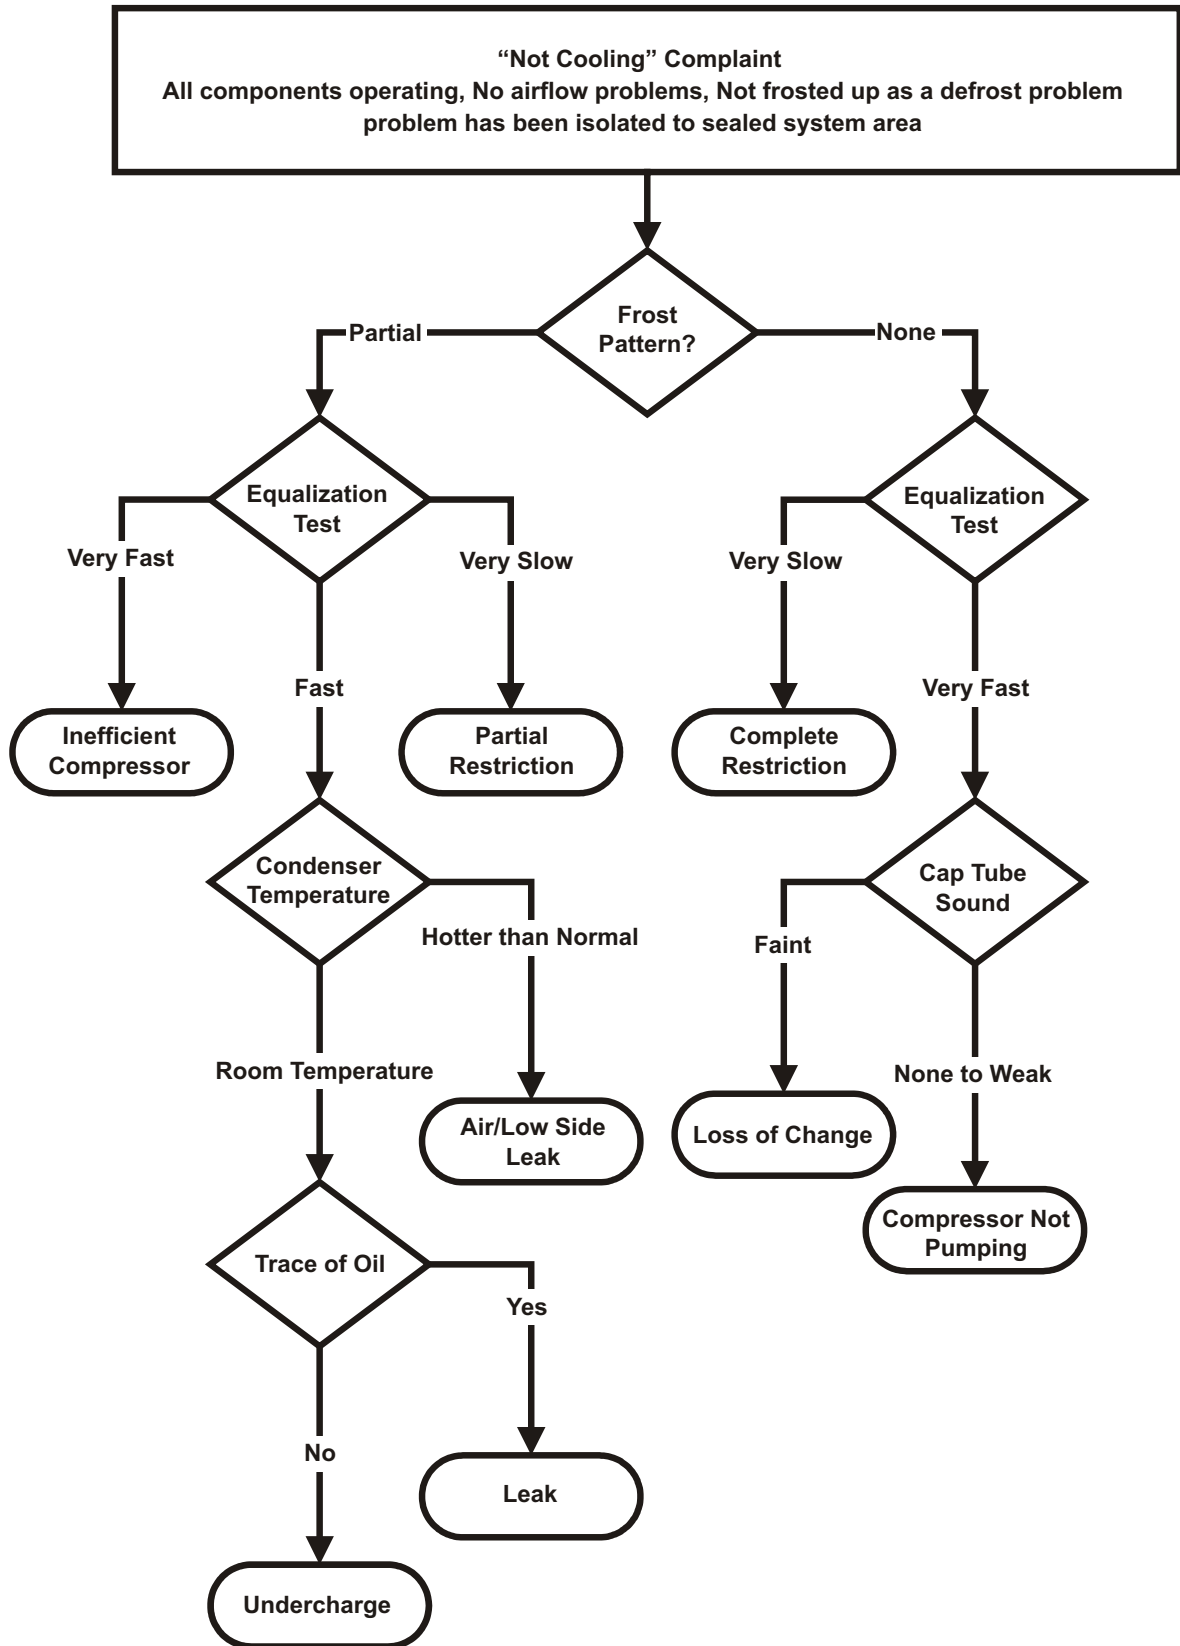 “Not Cooling” Complaint
All components operating, No airflow problems, Not frosted up as a defrost problem
problem has been isolated to sealed system area
Frost
Pattern?
Partial
None
Equalization
Test
Equalization
Test
Very Fast
Very Slow
Very Slow
Fast
Very Fast
Inefficient
Compressor
Partial
Restriction
Complete
Restriction
Condenser
Temperature
Cap Tube
Sound
Hotter than Normal
Faint
Room Temperature
None to Weak
Air/Low Side
Leak
Loss of Change
Compressor Not
Pumping
Trace of Oil
Yes
No
Leak
Undercharge